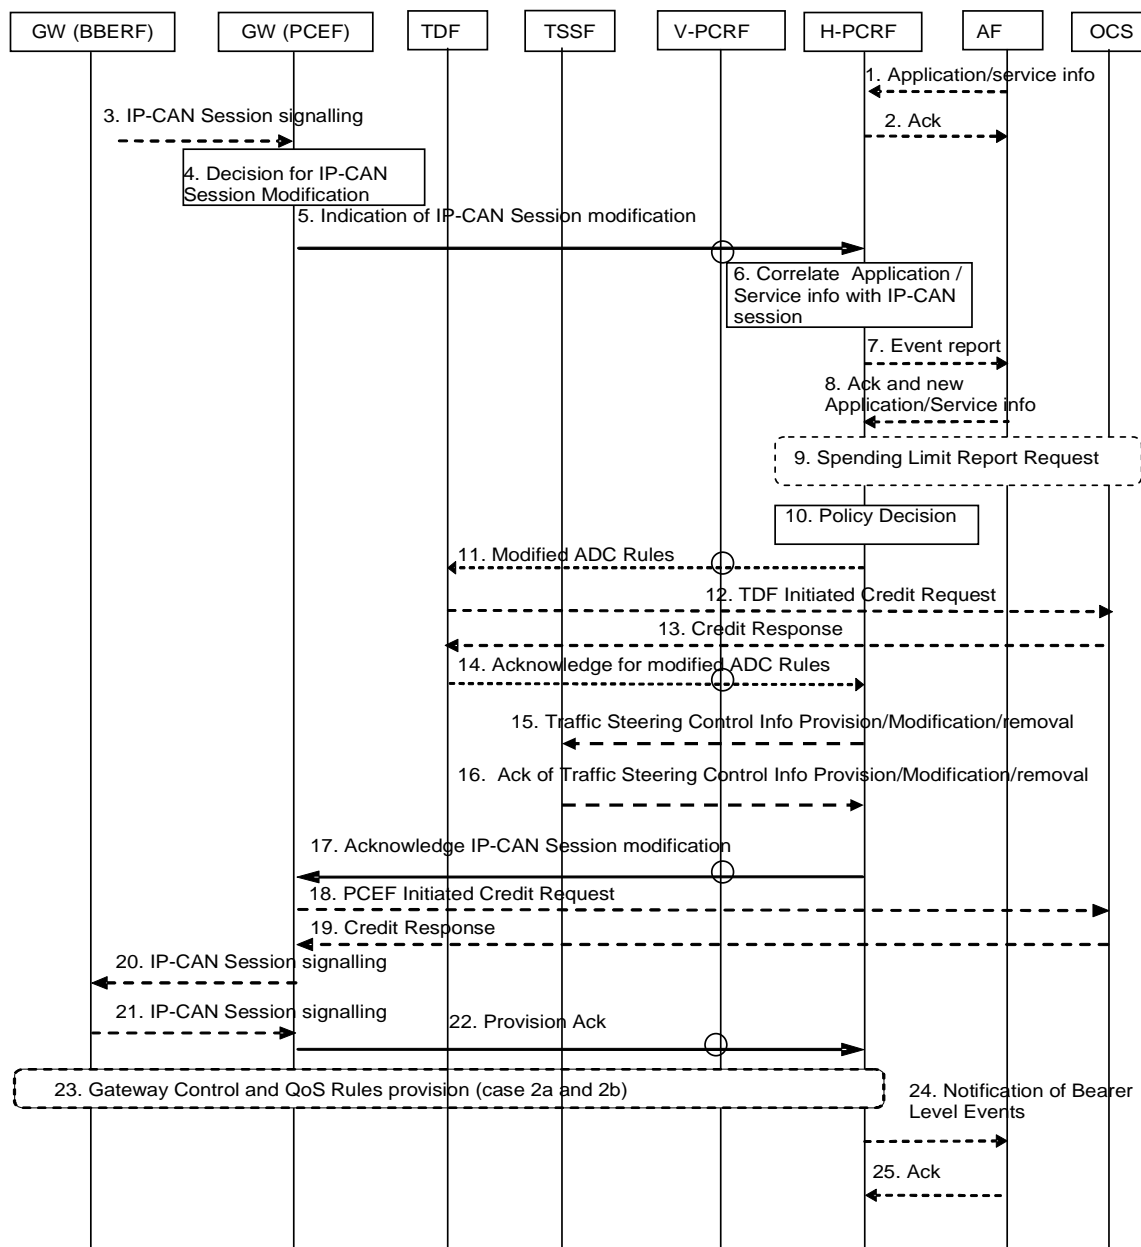 GW (BBERF)
GW (PCEF)
TDF
TSSF
V-PCRF
H-PCRF
AF
OCS
1. Application/service info
2. Ack
3. IP-CAN Session signalling
4. Decision for IP-CAN
Session Modification
5. Indication of IP-CAN Session modification
6. Correlate Application /
Service info with IP-CAN
session
7. Event report
8. Ack and new
Application/Service info
9. Spending Limit Report Request
10. Policy Decision
11. Modified ADC Rules
12. TDF Initiated Credit Request
13. Credit Response
14. Acknowledge for modified ADC Rules
15. Traffic Steering Control Info Provision/Modification/removal
16. Ack of Traffic Steering Control Info Provision/Modification/removal
17. Acknowledge IP-CAN Session modification
18. PCEF Initiated Credit Request
19. Credit Response
20. IP-CAN Session signalling
21. IP-CAN Session signalling
22. Provision Ack
23. Gateway Control and QoS Rules provision (case 2a and 2b)
24. Notification of Bearer
Level Events
25. Ack